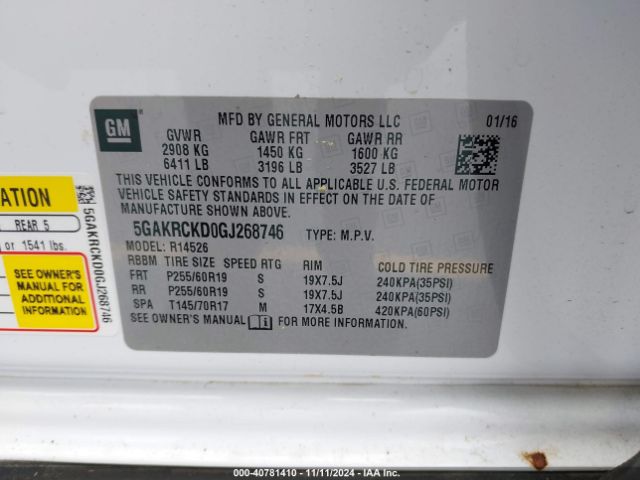 GM
MFD BY GENERAL MOTORS LLC 01/16
GVWR GAWR FRT GAWR RR
2908 KG 1450 KG 1600 KG
6411 LB 3196 LB 3527 LB
THIS VEHICLE CONFORMS TO ALL APPLICABLE U.S. FEDERAL MOTOR
VEHICLE SAFETY STANDARDS IN EFFECT ON THE DATE OF
MANUFACTURE SHOWN ABOVE.
5GAKRCKD0GJ268746 TYPE: M.P.V.
MODEL: R14526
RBBM TIRE SIZE SPEED RTG RIM COLD TIRE PRESSURE
FRT P255/60R19 S 19X7.5J 240KPA(35PSI)
RR P255/60R19 S 19X7.5J 240KPA(35PSI)
SPA T145/70R17 M 17X4.5B 420KPA(60PSI)
SEE OWNER'S MANUAL FOR MORE INFORMATION.
REAR 5
or 1541 lbs.
SEE OWNER'S
MANUAL FOR
ADDITIONAL
INFORMATION
5GAKRCKD0GJ268746
© - 40781410 - 11/11/2024 - IAA Inc.